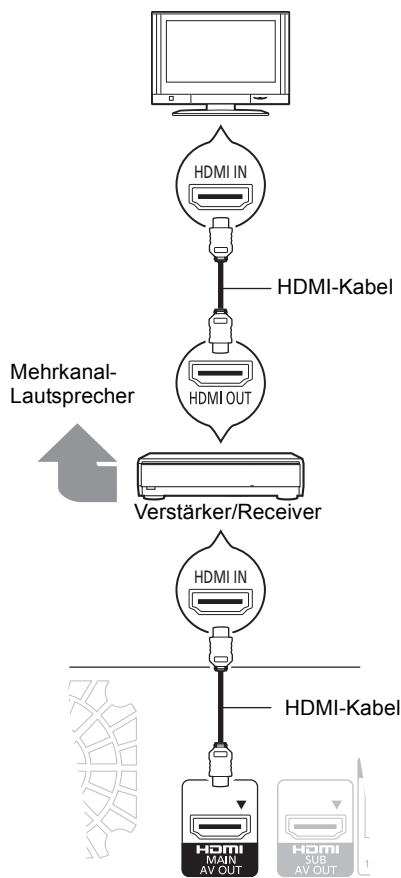 HDMI IN
HDMI-Kabel
Mehrkanal-
Lautsprecher
HDMI OUT
Verstärker/Receiver
HDMI IN
HDMI-Kabel
HDMI
MAIN
AV OUT
HDMI
SUB
AV OUT
1